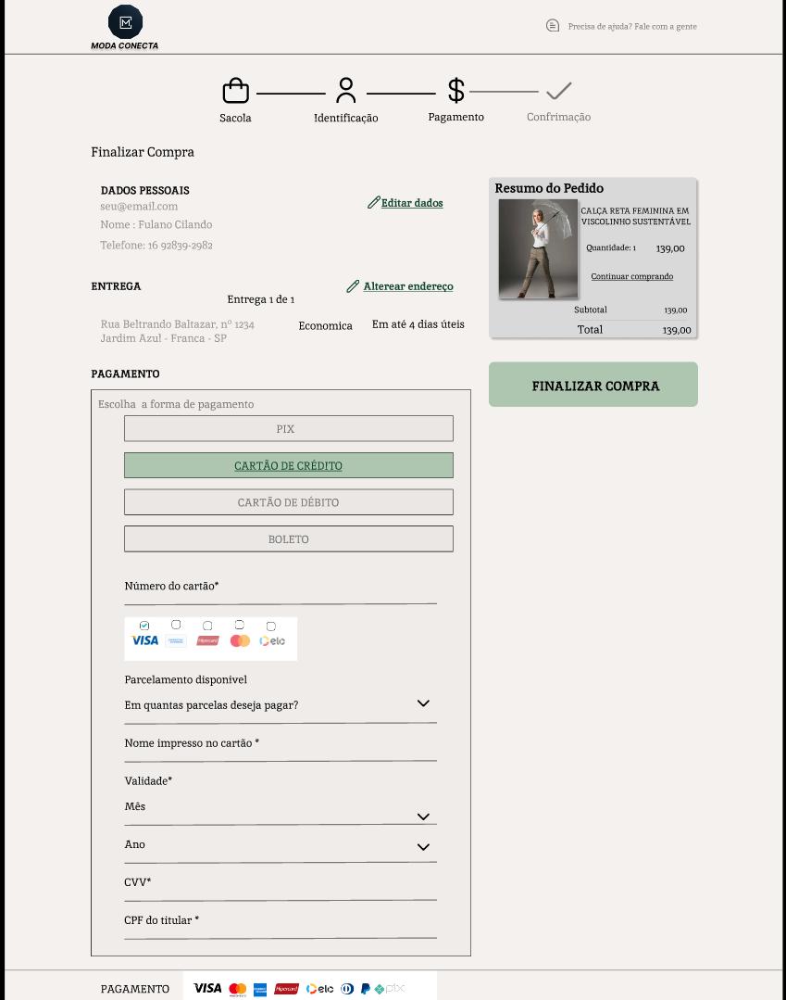 MODA CONECTA
Precisa de ajuda? Fale com a gente
Sacola
Identificação
Pagamento
Confrimação
Finalizar Compra
DADOS PESSOAIS
seu@email.com
Editar dados
Nome : Fulano Cilando
Telefone: 16 92839-2982
ENTREGA
Alterear endereço
Entrega 1 de 1
Rua Beltrando Baltazar, nº 1234
Jardim Azul - Franca - SP
Economica
Em até 4 dias úteis
Resumo do Pedido
CALÇA RETA FEMININA EM
VISCOLINHO SUSTENTÁVEL
Quantidade: 1
139,00
Continuar comprando
Subtotal
139,00
Total
139,00
FINALIZAR COMPRA
PAGAMENTO
Escolha  a forma de pagamento
PIX
CARTÃO DE CRÉDITO
CARTÃO DE DÉBITO
BOLETO
Número do cartão*
VISA
Hipercard
elo
Parcelamento disponivel
Em quantas parcelas deseja pagar?
Nome impresso no cartão *
Validade*
Mês
Ano
CVV*
CPF do titular *
PAGAMENTO
VISA
Hipercard
elo
pix